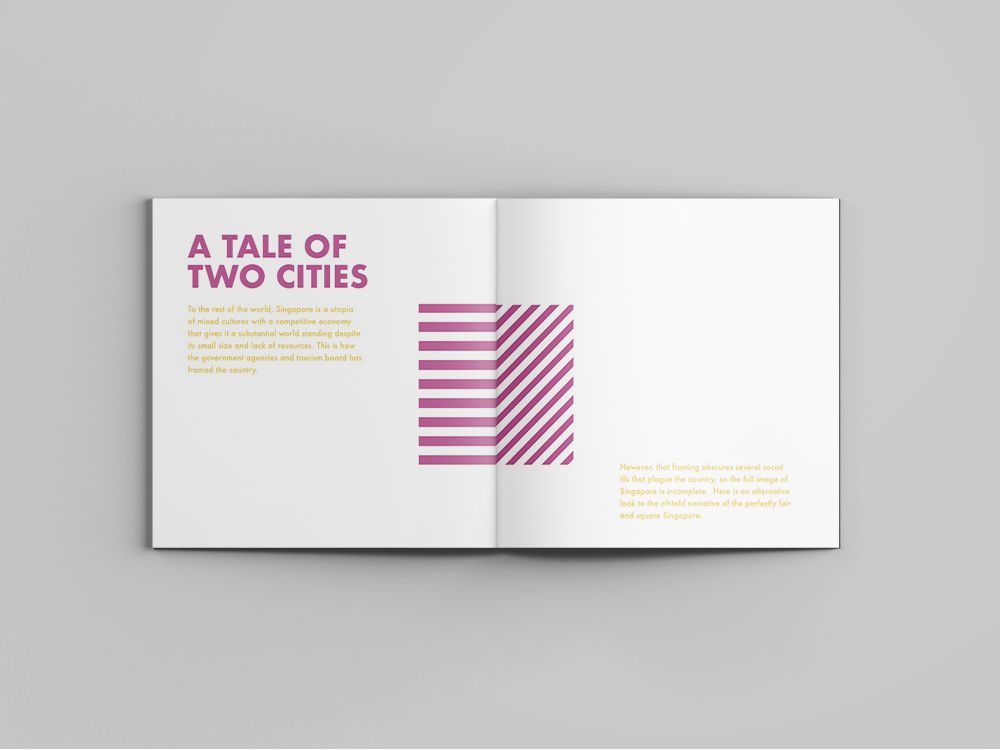 A TALE OF
TWO CITIES
To the rest of the world, Singapore is a utopia
of mixed cultures with a competitive economy
that gives it a substantial world standing despite
its small size and lack of resources. This is how
the government agencies and tourism board has
framed the country.
However, that framing obscures several social
ills that plague the country, so the full image of
Singapore is incomplete.  Here is an alternative
look to the oft-told narrative of the perfectly fair
and square Singapore.